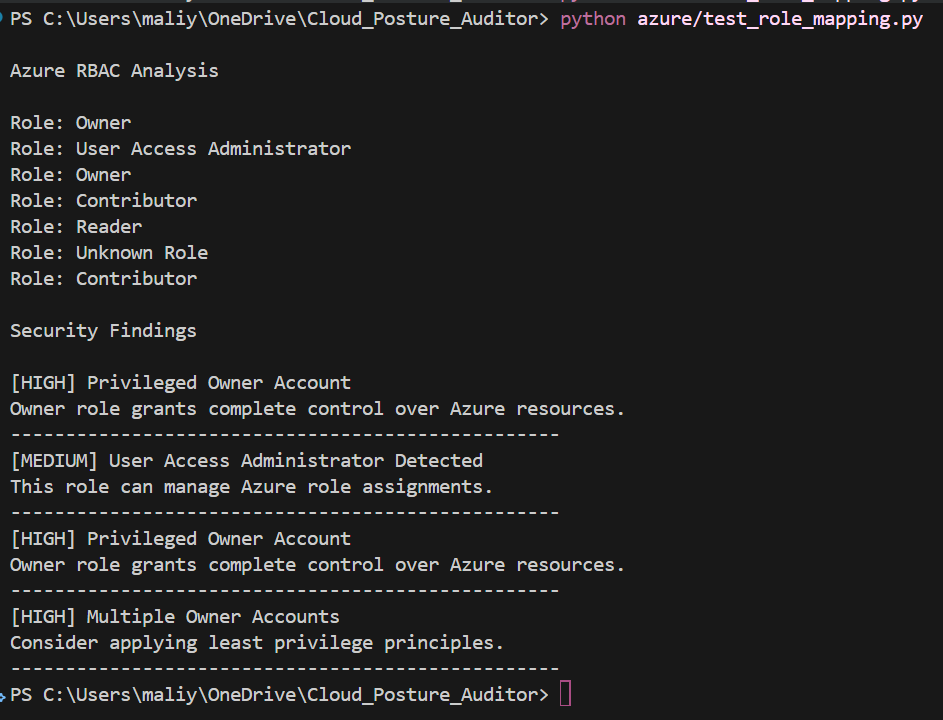 PS C:\Users\maliy\OneDrive\Cloud_Posture_Auditor> python azure/test_role_mapping.py
Azure RBAC Analysis
Role: Owner
Role: User Access Administrator
Role: Owner
Role: Contributor
Role: Reader
Role: Unknown Role
Role: Contributor
Security Findings
[HIGH] Privileged Owner Account
Owner role grants complete control over Azure resources.
--------------------------------------------------
[MEDIUM] User Access Administrator Detected
This role can manage Azure role assignments.
--------------------------------------------------
[HIGH] Privileged Owner Account
Owner role grants complete control over Azure resources.
--------------------------------------------------
[HIGH] Multiple Owner Accounts
Consider applying least privilege principles.
--------------------------------------------------
PS C:\Users\maliy\OneDrive\Cloud_Posture_Auditor>